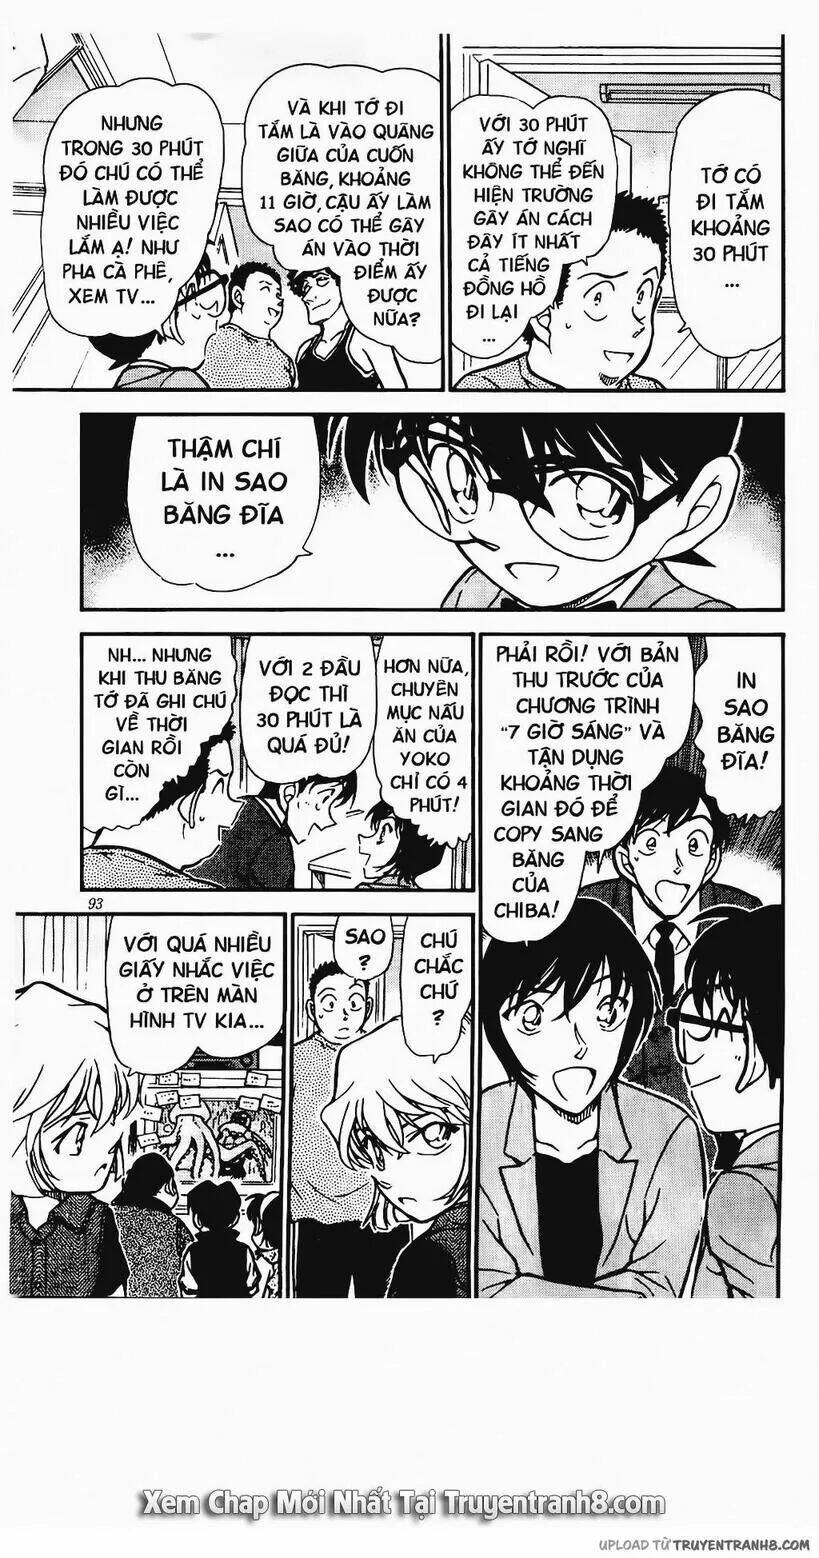 TỚ CÓ
ĐI TẮM
KHOẢNG
30 PHÚT
...
VỚI 30 PHÚT
ẤY TỚ NGHĨ
KHÔNG THỂ ĐẾN
HIỆN TRƯỜNG
GÂY ÁN CÁCH
ĐÂY ÍT NHẤT
CẢ TIẾNG
ĐỒNG HỒ
ĐI LẠI
...
VÀ KHI TỚ ĐI
TẮM LÀ VÀO QUÃNG
GIỮA CỦA CUỐN
BĂNG, KHOẢNG
11 GIỜ, CẬU ẤY LÀM
SAO CÓ THỂ GÂY
ÁN VÀO THỜI
ĐIỂM ẤY
ĐƯỢC
NỮA?
NHƯNG
TRONG 30 PHÚT
ĐÓ CHÚ CÓ THỂ
LÀM ĐƯỢC
NHIỀU VIỆC
LẮM Ạ! NHƯ
PHA CÀ PHÊ,
XEM TV...
THẬM CHÍ
LÀ IN SAO
BĂNG ĐĨA
...
IN
SAO
BĂNG
ĐĨA!
PHẢI RỒI! VỚI BẢN
THU TRƯỚC CỦA
CHƯƠNG TRÌNH
"7 GIỜ SÁNG" VÀ
TẬN DỤNG
KHOẢNG THỜI
GIAN ĐÓ ĐỂ
COPY SANG
BĂNG
CỦA
CHIBA!
HƠN NỮA,
CHUYÊN
MỤC NẤU
ĂN CỦA
YOKO
CHỈ CÓ 4
PHÚT!
VỚI 2 ĐẦU
ĐỌC THÌ
30 PHÚT LÀ
QUÁ ĐỦ!
NH... NHƯNG
KHI THU BĂNG
TỚ ĐÃ GHI CHÚ
VỀ THỜI
GIAN RỒI
CÒN
GÌ...
93
CHÚ
CHẮC
CHỨ
?
SAO
?
VỚI QUÁ NHIỀU
GIẤY NHẮC VIỆC
Ở TRÊN MÀN
HÌNH TV KIA...
Xem Chap Mới Nhất Tại Truyentranh8.com
UPLOAD TỪ TRUYENTRANH8.COM